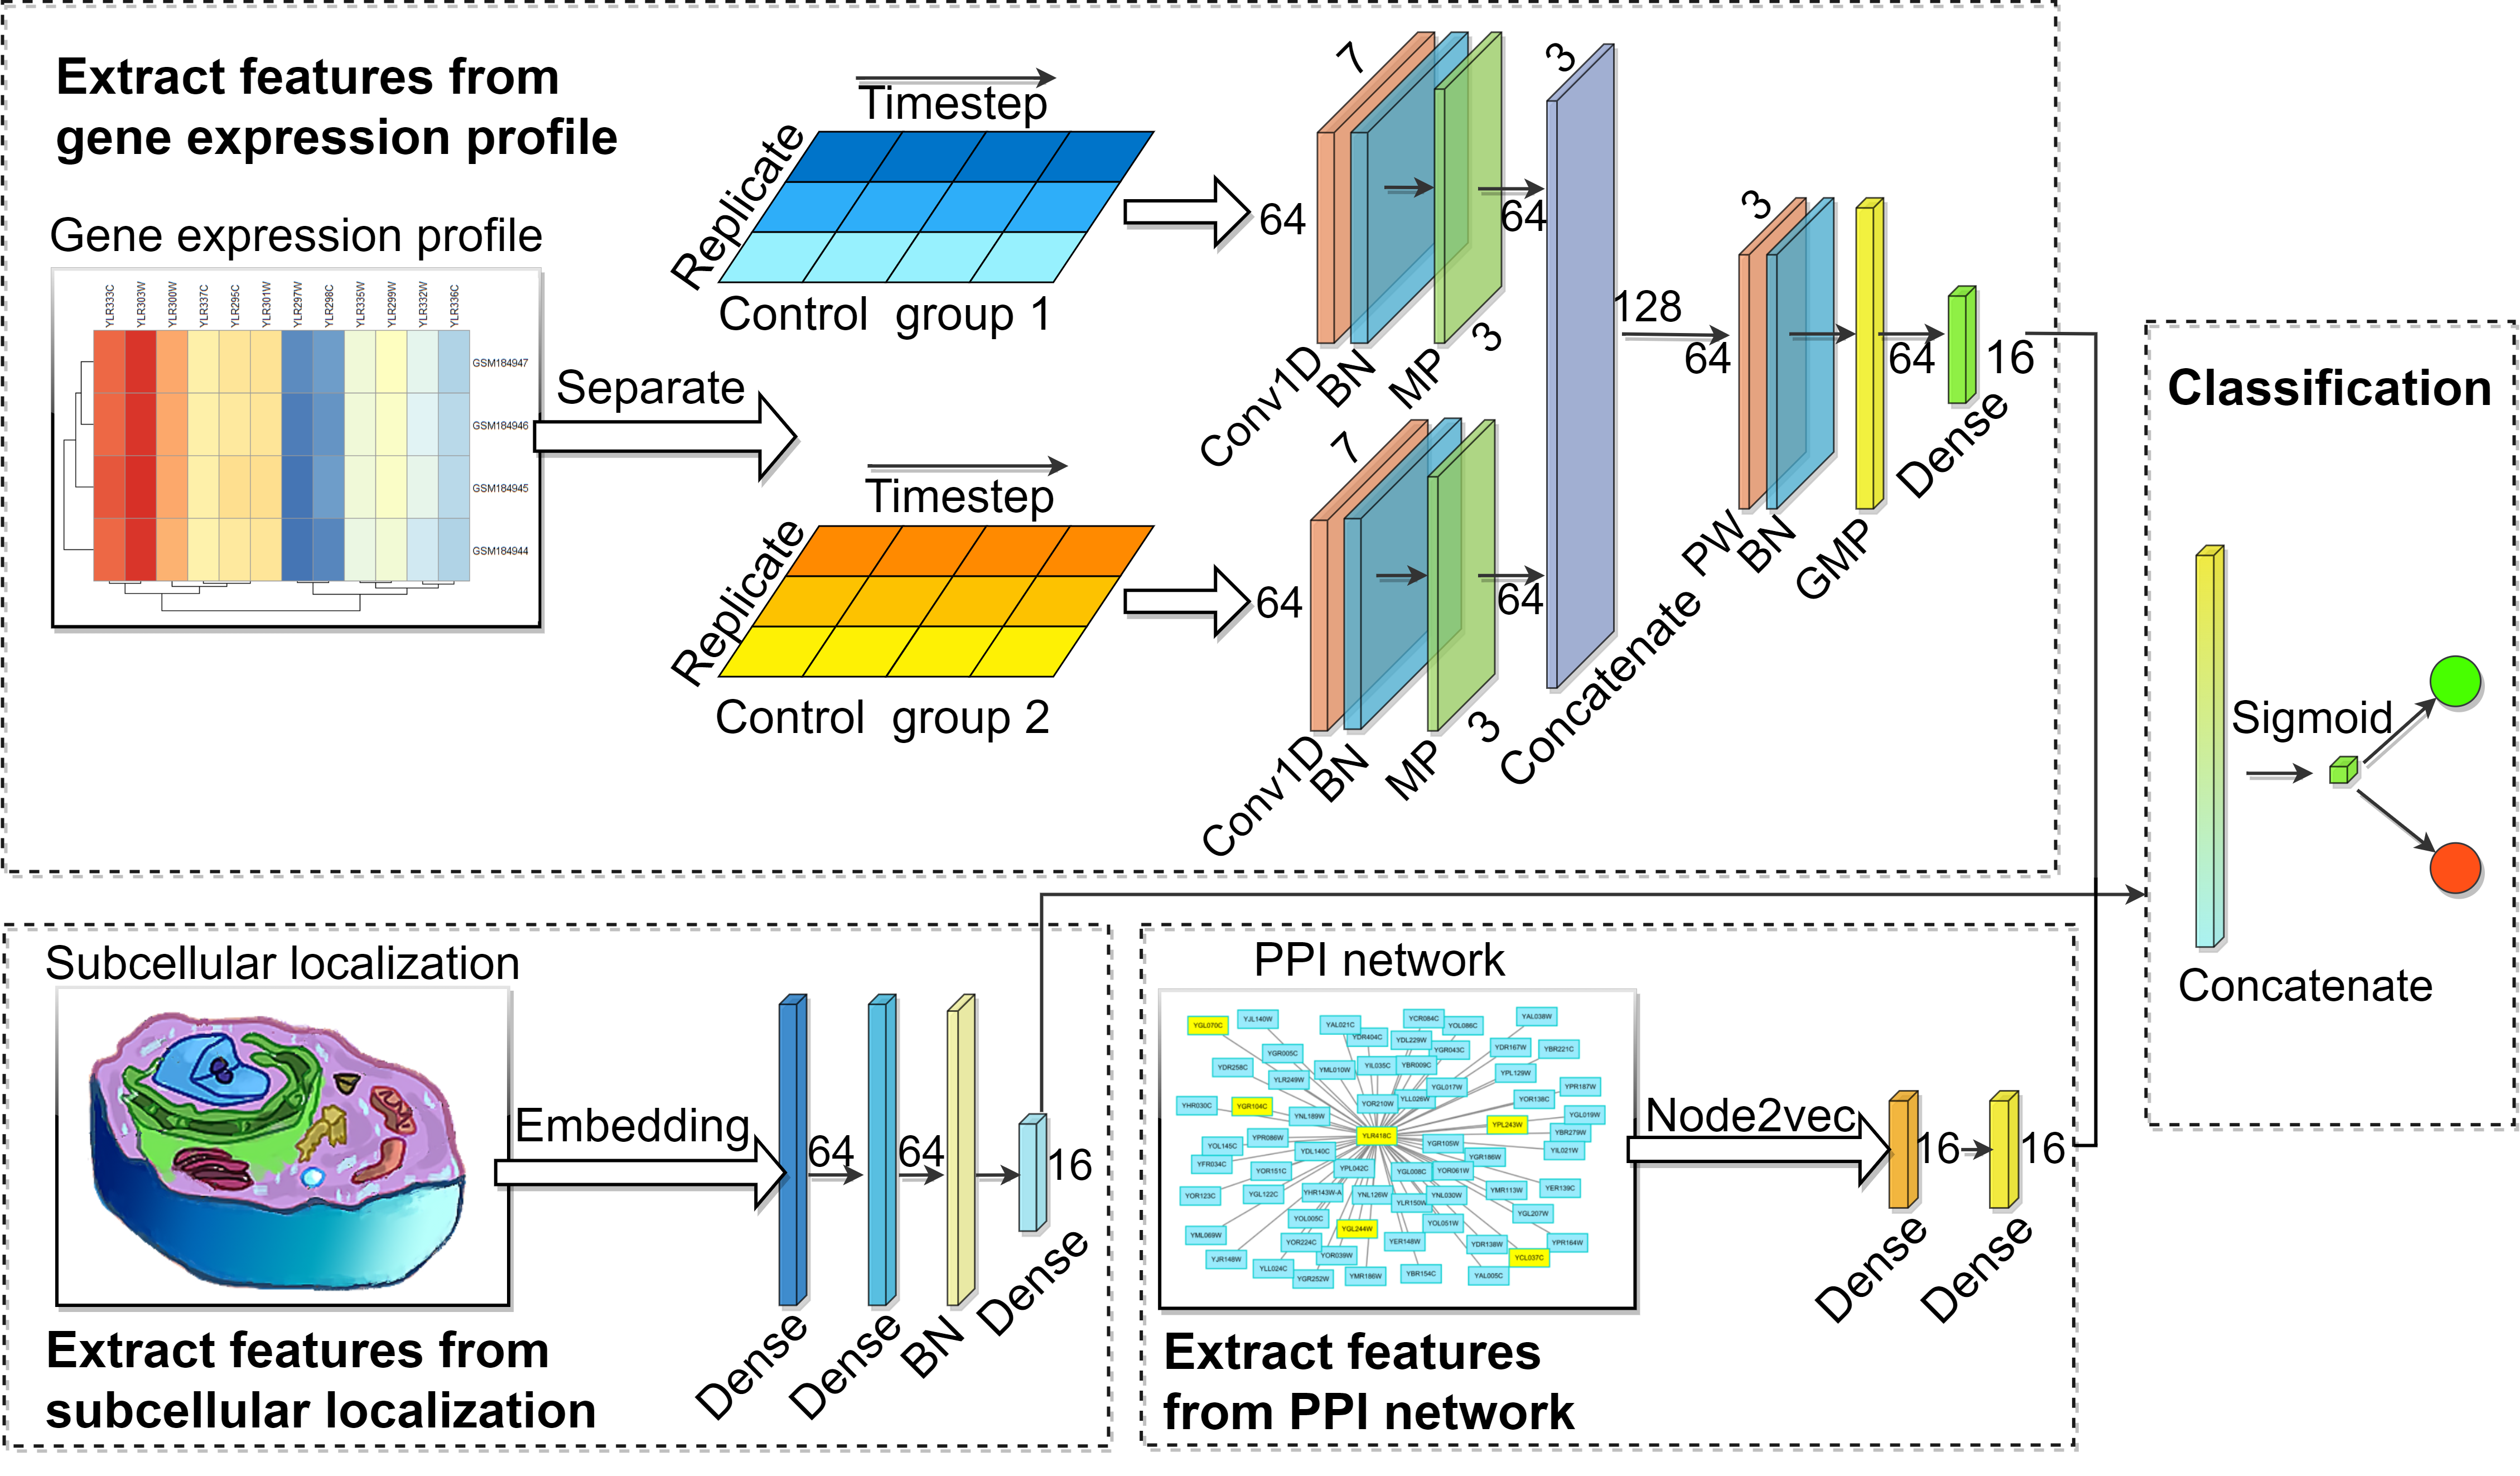 Extract features from
gene expression profile
Gene expression profile
YLR333C
YLR303W
YLR300W
YLR337C
YLR295C
YLR301W
YLR297W
YLR298C
YLR335W
YLR299W
YLR332W
YLR336C
GSM184947
GSM184946
GSM184945
GSM184944
Separate
Timestep
Replicate
Control group 1
Timestep
Replicate
Control group 2
64
7
Conv1D
BN
MP
3
64
64
7
Conv1D
BN
MP
3
64
3
Concatenate
128
64
3
PW
BN
GMP
64
Dense
16
Subcellular localization
Embedding
64
64
16
Dense
Dense
BN
Dense
Extract features from
subcellular localization
PPI network
YGL070C
YJL140W
YAL021C
YDR404C
YCR084C
YDL229W
YOL086C
YAL038W
YGR005C
YGR043C
YDR167W
YBR221C
YDR258C
YLR249W
YML010W
YIL035C
YBR009C
YGL017W
YPL129W
YPR187W
YHR030C
YGR104C
YNL189W
YOR210W
YLL026W
YOR138C
YGL019W
YPL243W
YBR279W
YOL145C
YPR086W
YLR418C
YGR105W
YIL021W
YFR034C
YDL140C
YGR186W
YOR151C
YPL042C
YGL008C
YOR061W
YOR123C
YGL122C
YHR143W-A
YNL126W
YLR150W
YNL030W
YMR113W
YER139C
YOL005C
YGL244W
YOL051W
YGL207W
YML069W
YOR224C
YOR039W
YER148W
YDR138W
YPR164W
YJR148W
YLL024C
YGR252W
YMR186W
YBR154C
YCL037C
YAL005C
Node2vec
16
16
Dense
Dense
Extract features
from PPI network
Classification
Sigmoid
Concatenate